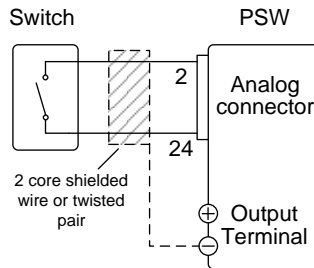 Switch
PSW
2
Analog
connector
24
2 core shielded
wire or twisted
pair
Output
Terminal